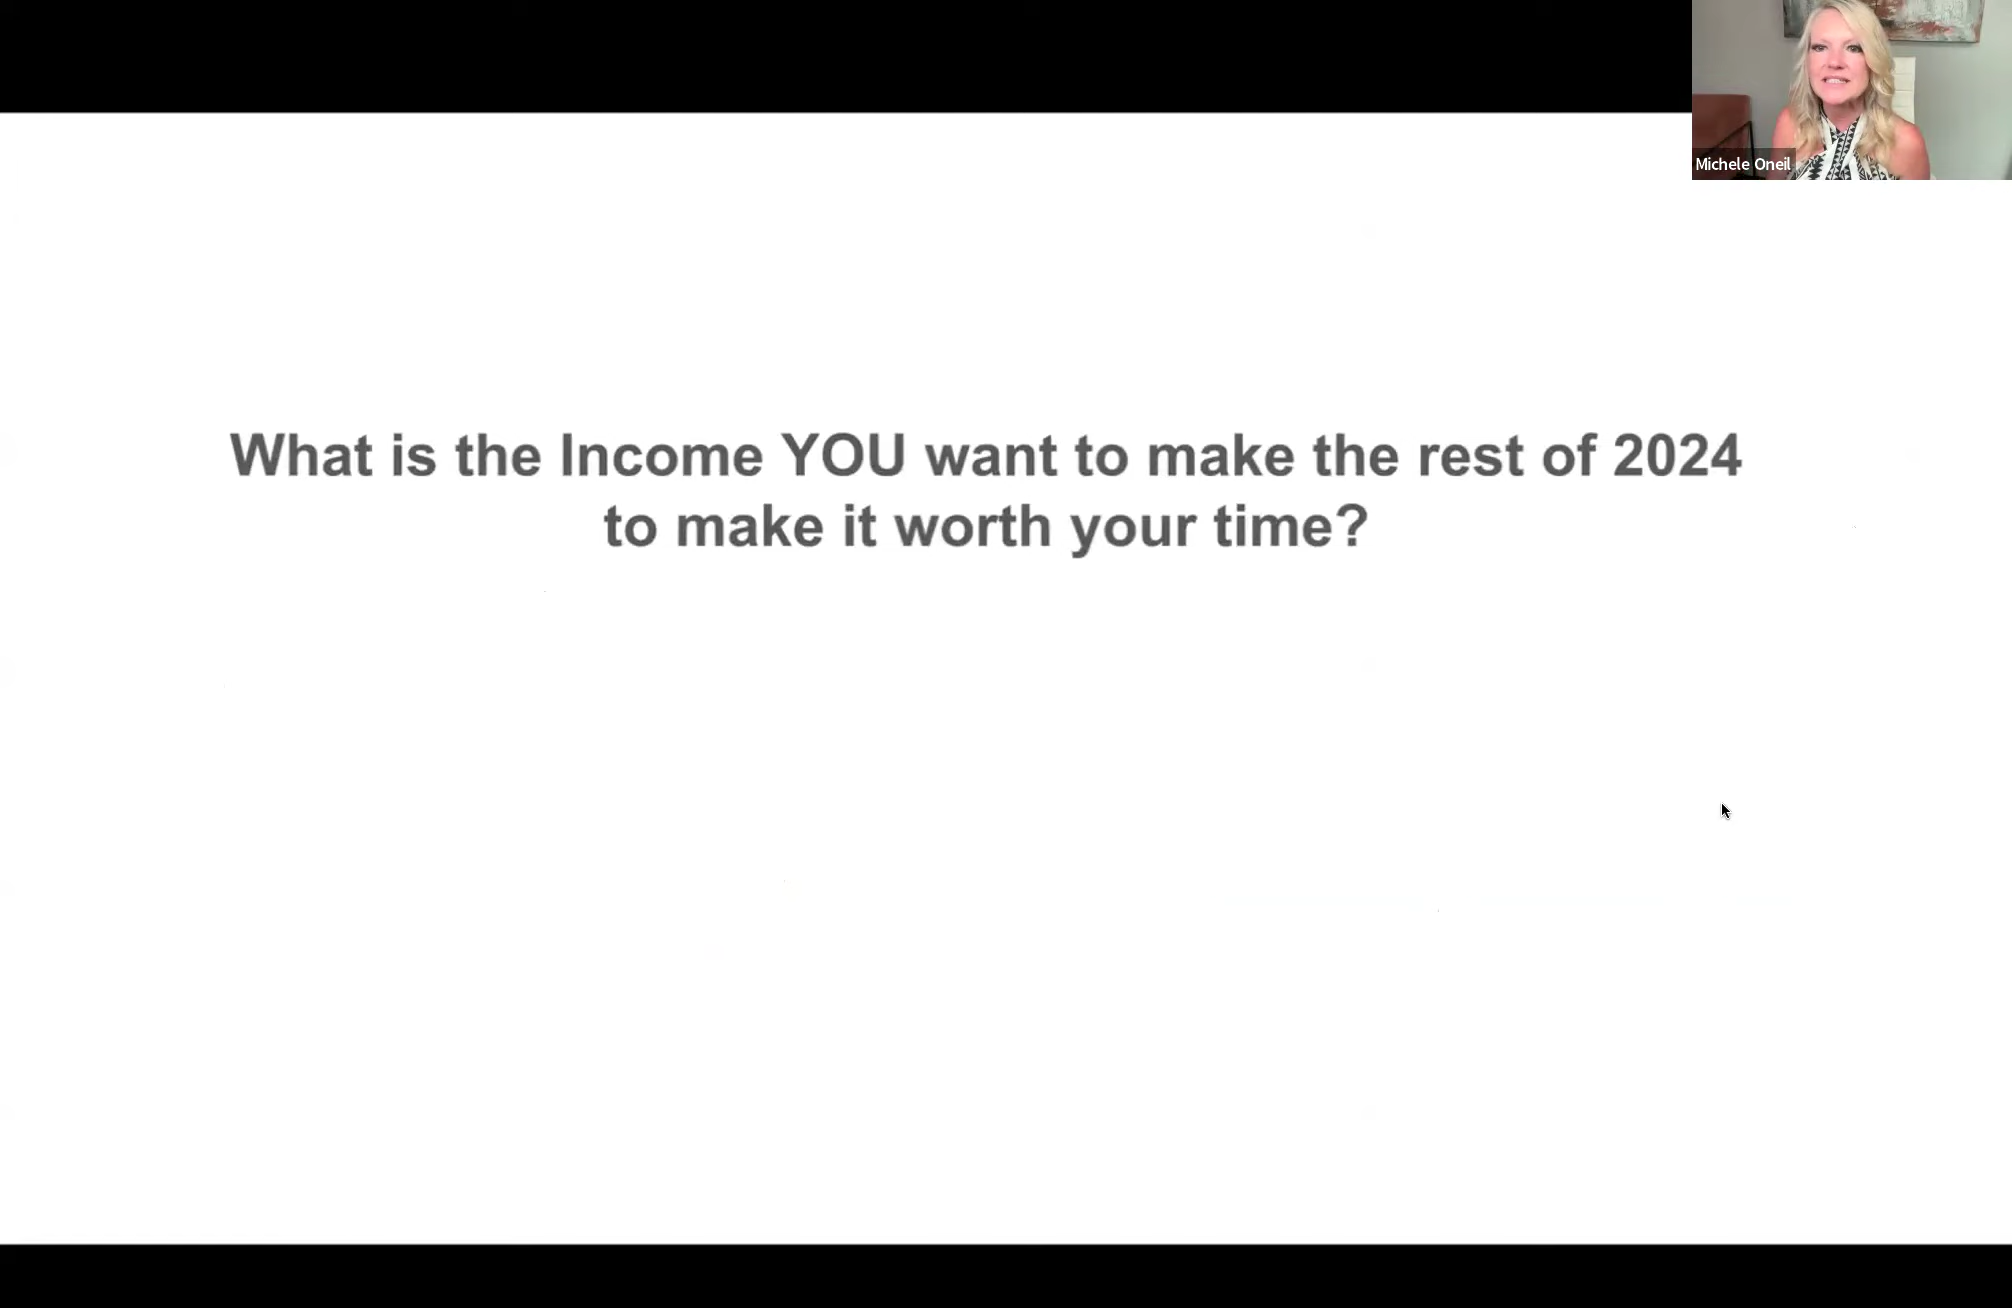 Michele Oneil
What is the Income YOU want to make the rest of 2024
to make it worth your time?